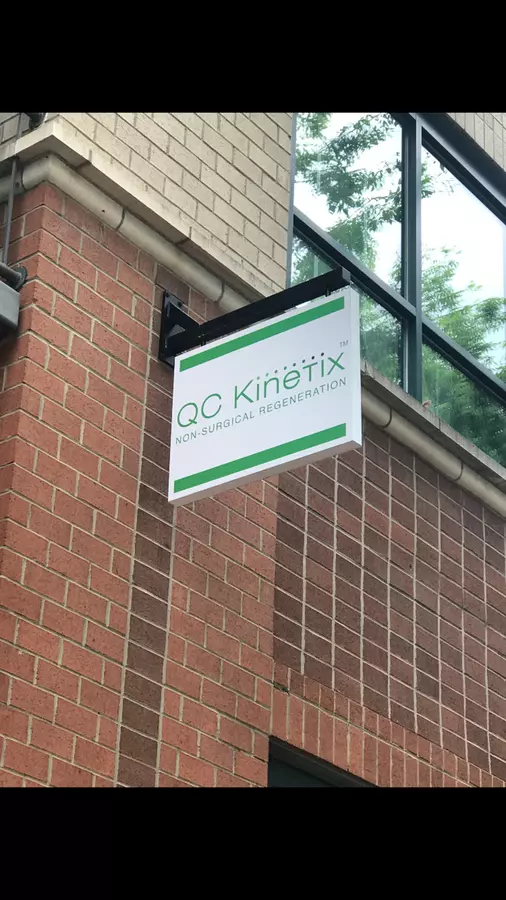 QC Kinetix™
NON-SURGICAL REGENERATION